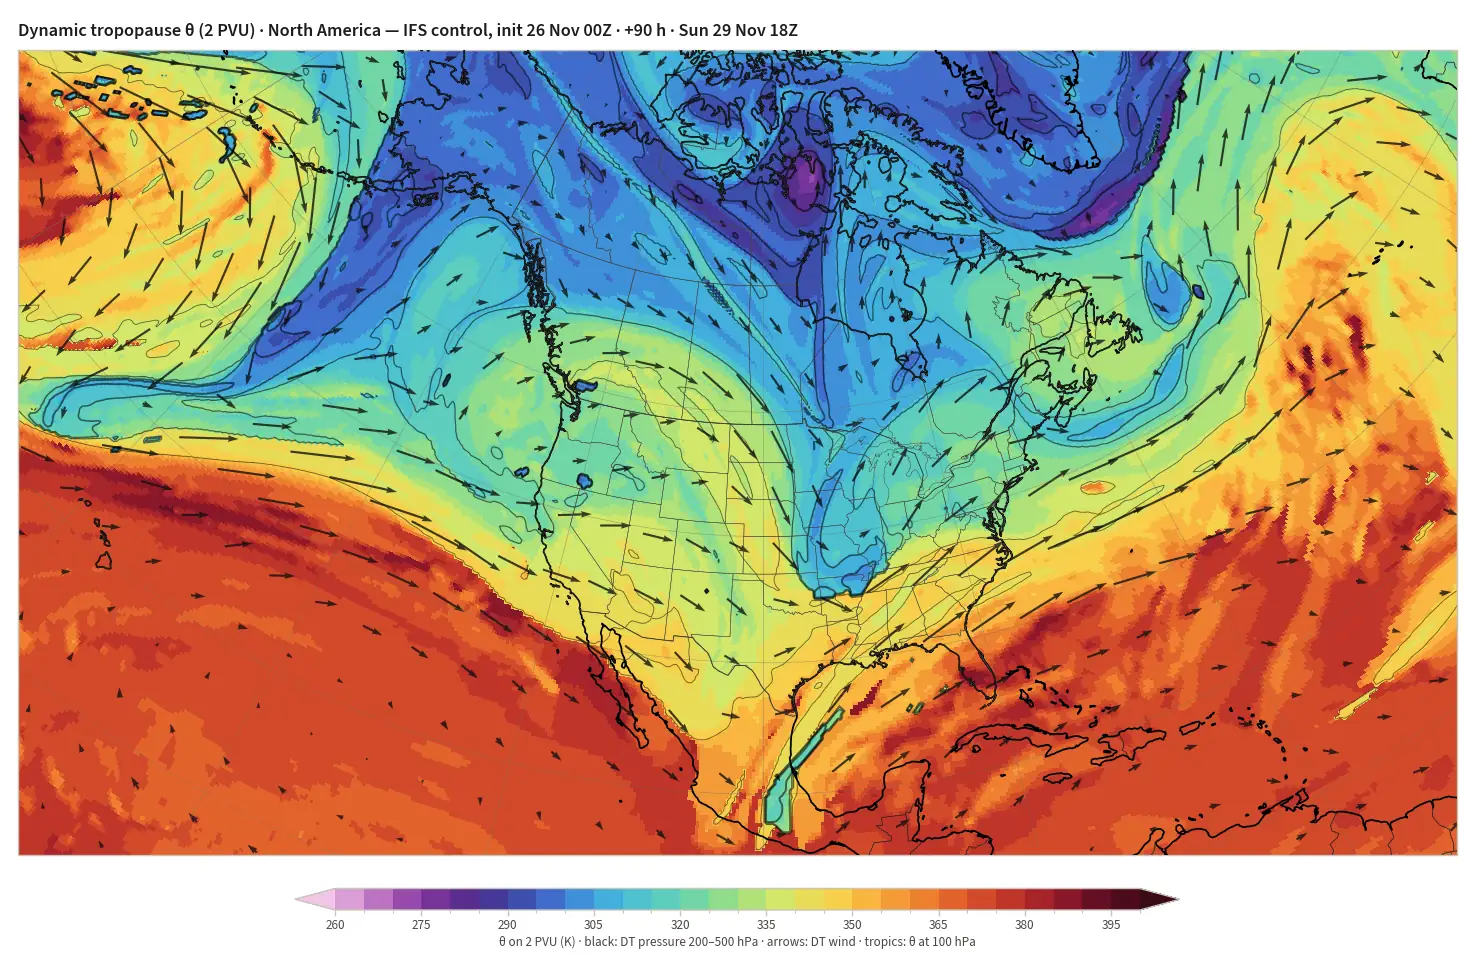 Dynamic tropopause θ (2 PVU) · North America — IFS control, init 26 Nov 00Z · +90 h · Sun 29 Nov 18Z
260 275 290 305 320 335 350 365 380 395
θ on 2 PVU (K) · black: DT pressure 200–500 hPa · arrows: DT wind · tropics: θ at 100 hPa